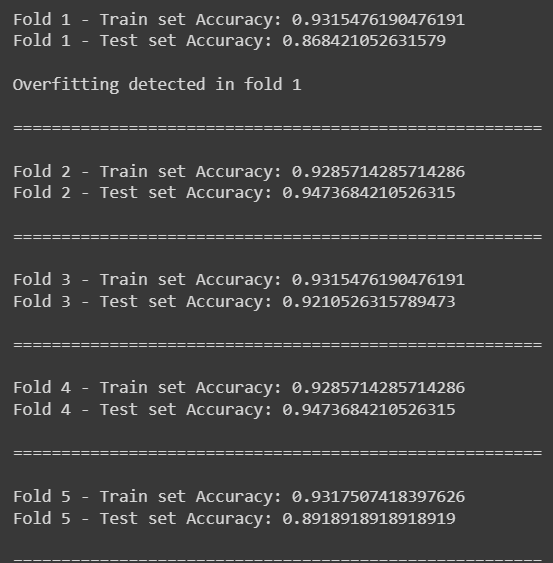 Fold 1 - Train set Accuracy: 0.9315476190476191
Fold 1 - Test set Accuracy: 0.868421052631579
Overfitting detected in fold 1
=======================================================
Fold 2 - Train set Accuracy: 0.9285714285714286
Fold 2 - Test set Accuracy: 0.9473684210526315
=======================================================
Fold 3 - Train set Accuracy: 0.9315476190476191
Fold 3 - Test set Accuracy: 0.9210526315789473
=======================================================
Fold 4 - Train set Accuracy: 0.9285714285714286
Fold 4 - Test set Accuracy: 0.9473684210526315
=======================================================
Fold 5 - Train set Accuracy: 0.9317507418397626
Fold 5 - Test set Accuracy: 0.8918918918918919
=======================================================